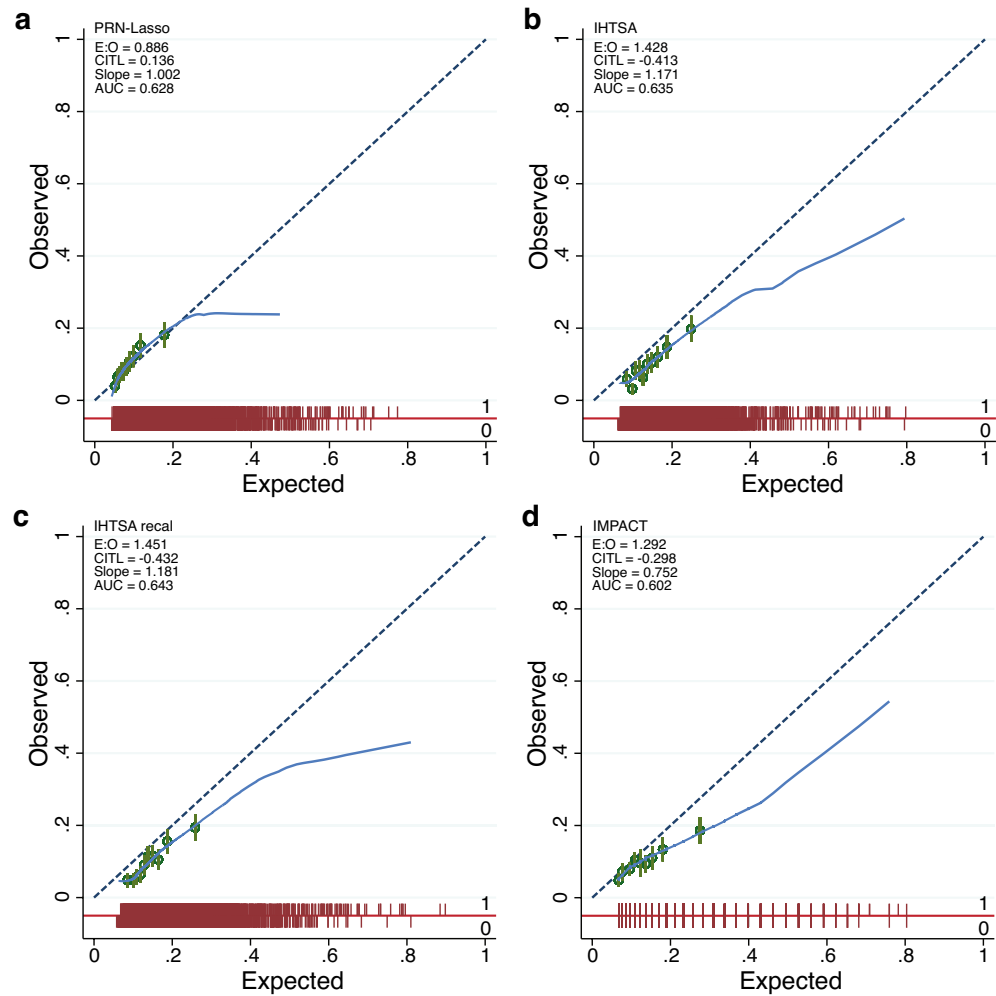 a
PRN-Lasso
E:O = 0.886
CITL = 0.136
Slope = 1.002
AUC = 0.628
Observed
0 .2 .4 .6 .8 1
1
0
0 .2 .4 .6 .8 1
Expected
b
IHTSA
E:O = 1.428
CITL = -0.413
Slope = 1.171
AUC = 0.635
Observed
0 .2 .4 .6 .8 1
1
0
0 .2 .4 .6 .8 1
Expected
c
IHTSA recal
E:O = 1.451
CITL = -0.432
Slope = 1.181
AUC = 0.643
Observed
0 .2 .4 .6 .8 1
1
0
0 .2 .4 .6 .8 1
Expected
d
IMPACT
E:O = 1.292
CITL = -0.298
Slope = 0.752
AUC = 0.602
Observed
0 .2 .4 .6 .8 1
1
0
0 .2 .4 .6 .8 1
Expected